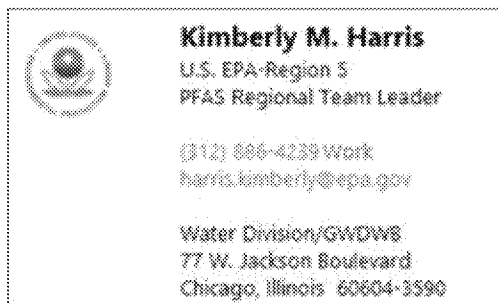 Kimberly M. Harris
U.S. EPA-Region 5
PFAS Regional Team Leader
(312) 886-4239 Work
harris.kimberly@epa.gov
Water Division/GWDWB
77 W. Jackson Boulevard
Chicago, Illinois 60604-3590